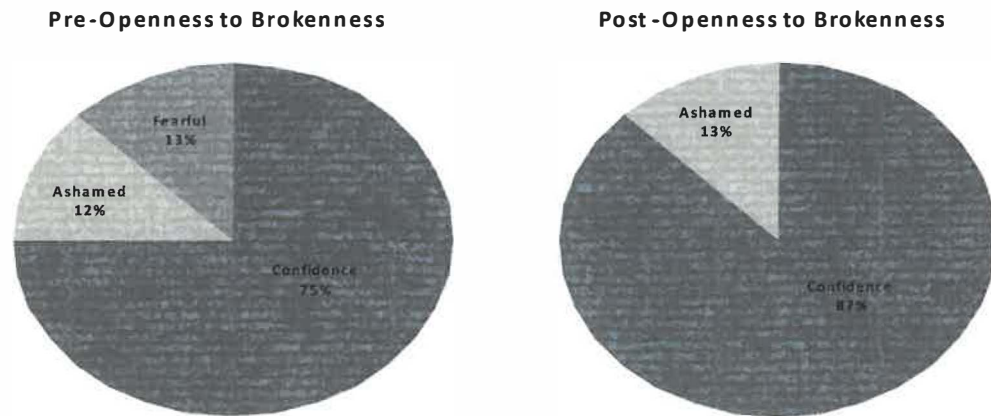 Pre-Openness to Brokenness
Fearful
13%
Ashamed
12%
Confidence
75%
Post-Openness to Brokenness
Ashamed
13%
Confidence
87%